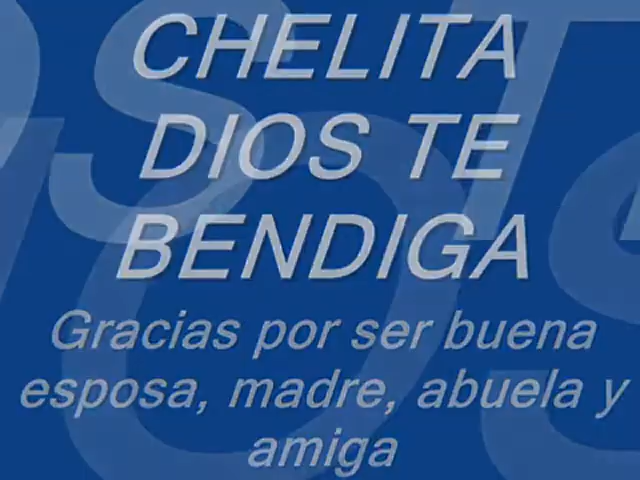 CHELITA
DIOS TE
BENDIGA
Gracias por ser buena
esposa, madre, abuela y
amiga